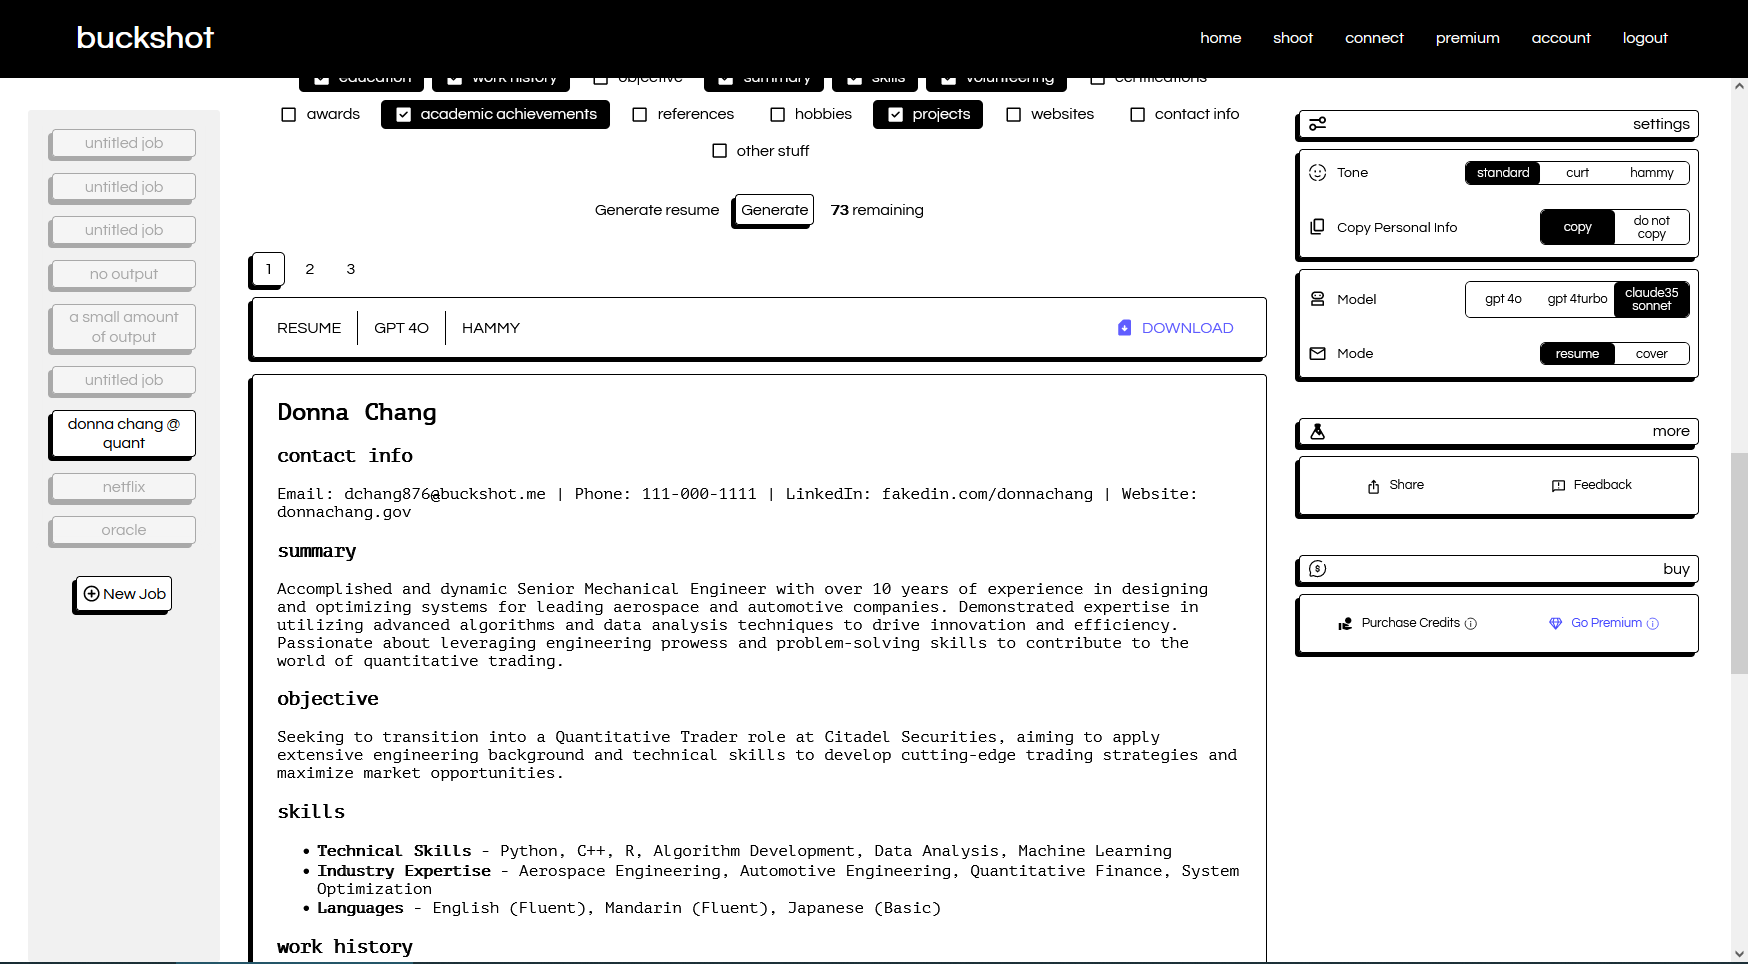 buckshot
home shoot connect premium account logout
education work history objective summary skills volunteering certifications
awards academic achievements references hobbies projects websites contact info
other stuff
Generate resume Generate 73 remaining
1 2 3
RESUME GPT 4O HAMMY DOWNLOAD
Donna Chang
contact info
Email: dchang876@buckshot.me | Phone: 111-000-1111 | LinkedIn: fakedin.com/donnachang | Website:
donnachang.gov
summary
Accomplished and dynamic Senior Mechanical Engineer with over 10 years of experience in designing
and optimizing systems for leading aerospace and automotive companies. Demonstrated expertise in
utilizing advanced algorithms and data analysis techniques to drive innovation and efficiency.
Passionate about leveraging engineering prowess and problem-solving skills to contribute to the
world of quantitative trading.
objective
Seeking to transition into a Quantitative Trader role at Citadel Securities, aiming to apply
extensive engineering background and technical skills to develop cutting-edge trading strategies and
maximize market opportunities.
skills
• Technical Skills - Python, C++, R, Algorithm Development, Data Analysis, Machine Learning
• Industry Expertise - Aerospace Engineering, Automotive Engineering, Quantitative Finance, System
Optimization
• Languages - English (Fluent), Mandarin (Fluent), Japanese (Basic)
work history
untitled job
untitled job
untitled job
no output
a small amount
of output
untitled job
donna chang @
quant
netflix
oracle
New Job
settings
Tone standard curt hammy
Copy Personal Info copy do not
copy
Model gpt 4o gpt 4turbo claude35
sonnet
Mode resume cover
more
Share Feedback
buy
Purchase Credits Go Premium